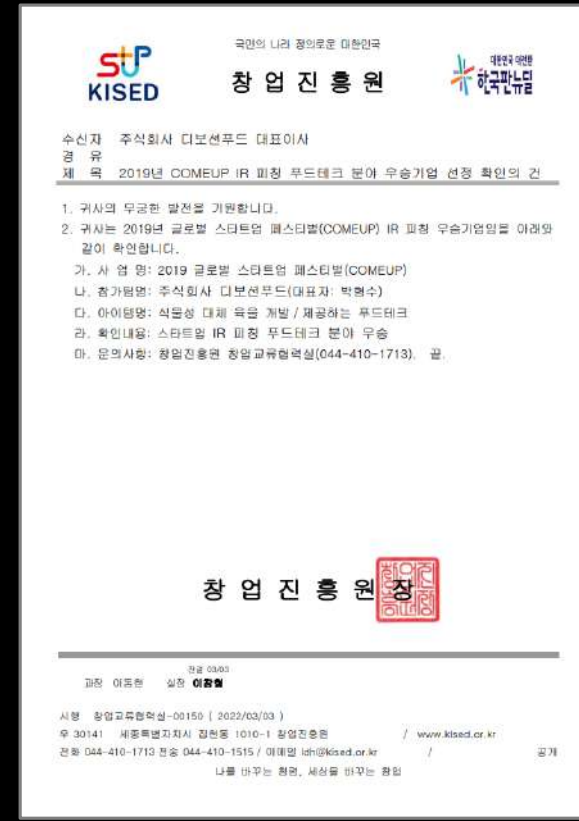 국민의 나라 정의로운 대한민국
STUP
KISED
창 업 진 흥 원
대한민국 대전환
한국판뉴딜
수신자 주식회사 디보션푸드 대표이사
경 유
제 목 2019년 COMEUP IR 피칭 푸드테크 분야 우승기업 선정 확인의 건
1. 귀사의 무궁한 발전을 기원합니다.
2. 귀사는 2019년 글로벌 스타트업 페스티벌(COMEUP) IR 피칭 우승기업임을 아래와
같이 확인합니다.
가. 사 업 명: 2019 글로벌 스타트업 페스티벌(COMEUP)
나. 참가팀명: 주식회사 디보션푸드(대표자: 박형수)
다. 아이템명: 식물성 대체 육을 개발 / 제공하는 푸드테크
라. 확인내용: 스타트업 IR 피칭 푸드테크 분야 우승
마. 문의사항: 창업진흥원 창업교류협력실(044-410-1713). 끝.
창 업 진 흥 원 장
전결 03/03
과장 이동현 실장 이창형
시행 창업교류협력실-00150 ( 2022/03/03 )
우 30141 세종특별자치시 집현동 1010-1 창업진흥원 / www.kised.or.kr
전화 044-410-1713 전송 044-410-1515 / 이메일 ldh@kised.or.kr / 공개
나를 바꾸는 창업, 세상을 바꾸는 창업